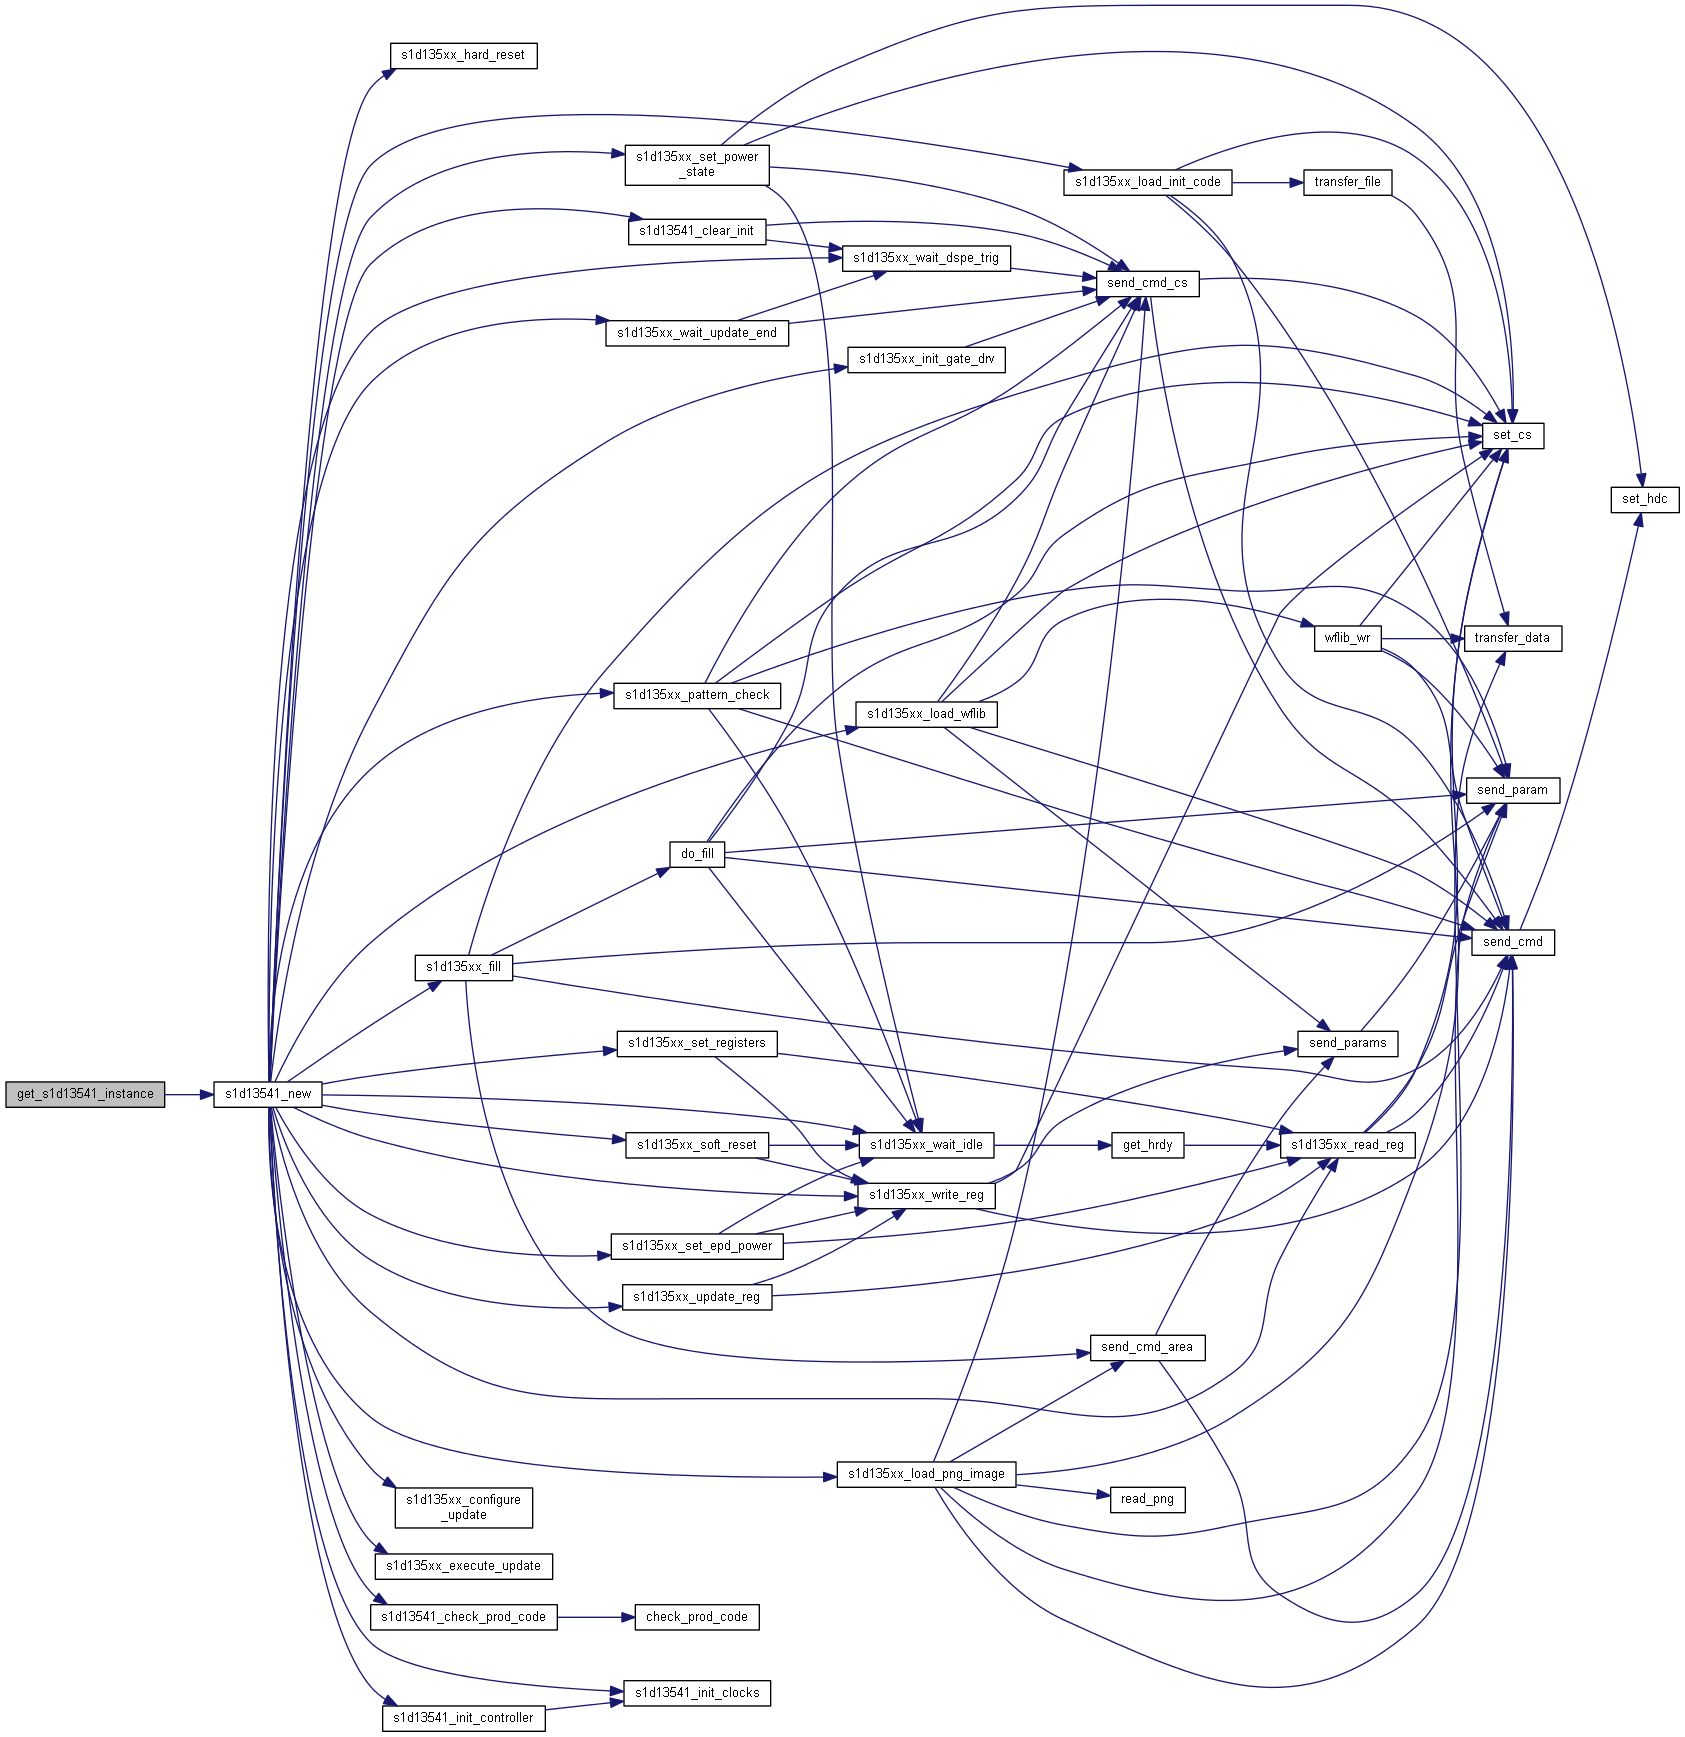 s1d135xx_hard_reset
s1d135xx_set_power
_state
s1d135xx_load_init_code
transfer_file
s1d13541_clear_init
s1d135xx_wait_dspe_trig
send_cmd_cs
s1d135xx_wait_update_end
s1d135xx_init_gate_drv
set_cs
set_hdc
wflib_wr
transfer_data
s1d135xx_pattern_check
s1d135xx_load_wflib
send_param
do_fill
send_cmd
s1d135xx_fill
s1d135xx_set_registers
send_params
get_s1d13541_instance
s1d13541_new
s1d135xx_soft_reset
s1d135xx_wait_idle
get_hrdy
s1d135xx_read_reg
s1d135xx_write_reg
s1d135xx_set_epd_power
s1d135xx_update_reg
send_cmd_area
s1d135xx_load_png_image
read_png
s1d135xx_configure
_update
s1d135xx_execute_update
s1d13541_check_prod_code
check_prod_code
s1d13541_init_clocks
s1d13541_init_controller